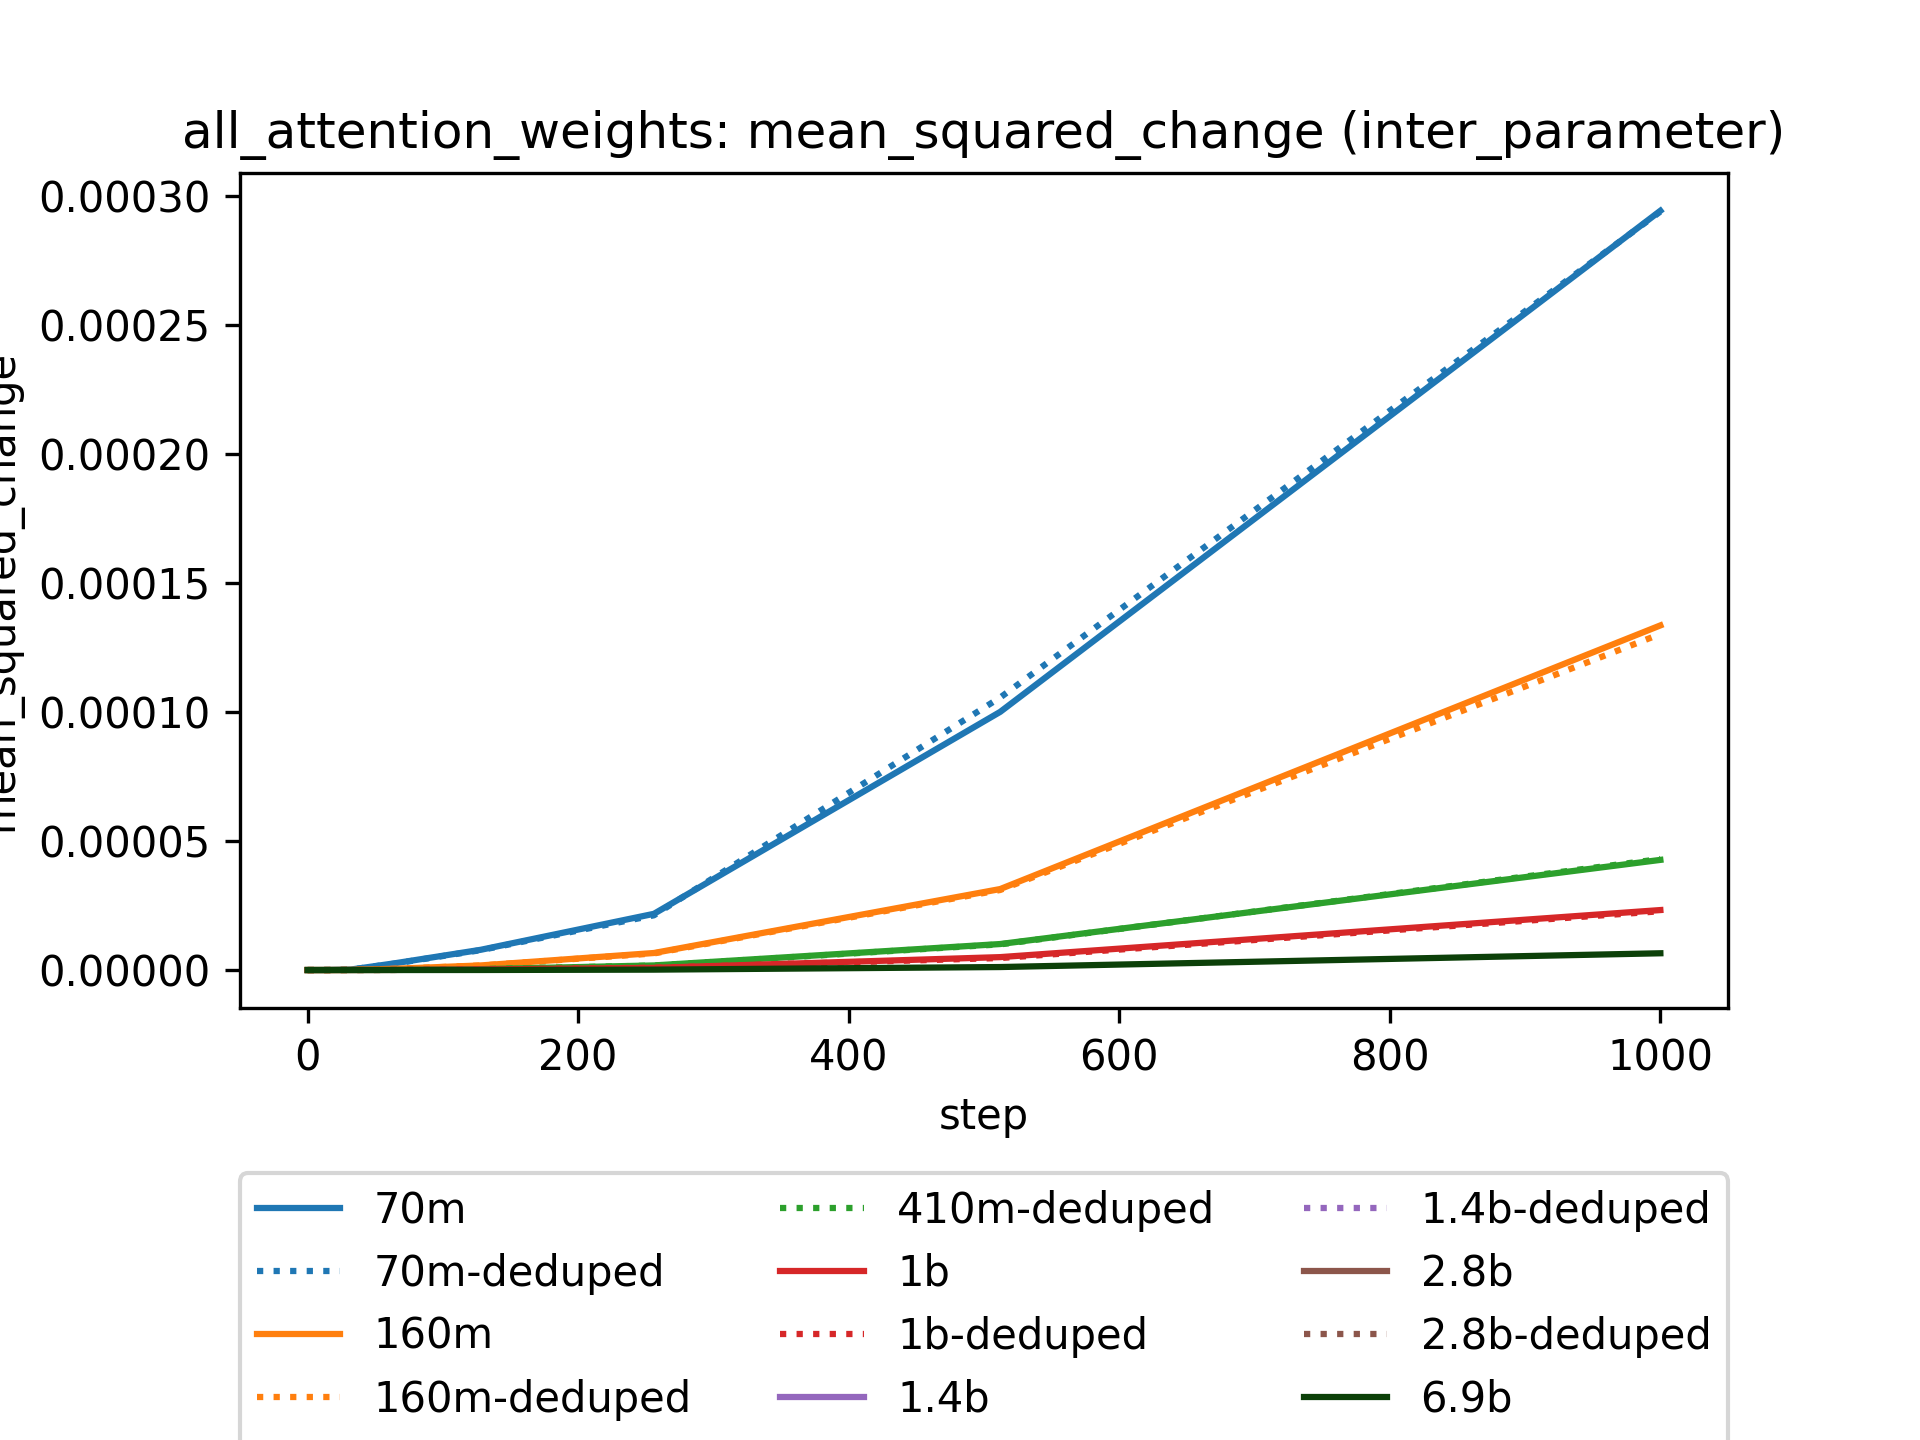 all_attention_weights: mean_squared_change (inter_parameter)
mean_squared_change
0.00030
0.00025
0.00020
0.00015
0.00010
0.00005
0.00000
0 200 400 600 800 1000
step
70m
70m-deduped
160m
160m-deduped
410m-deduped
1b
1b-deduped
1.4b
1.4b-deduped
2.8b
2.8b-deduped
6.9b